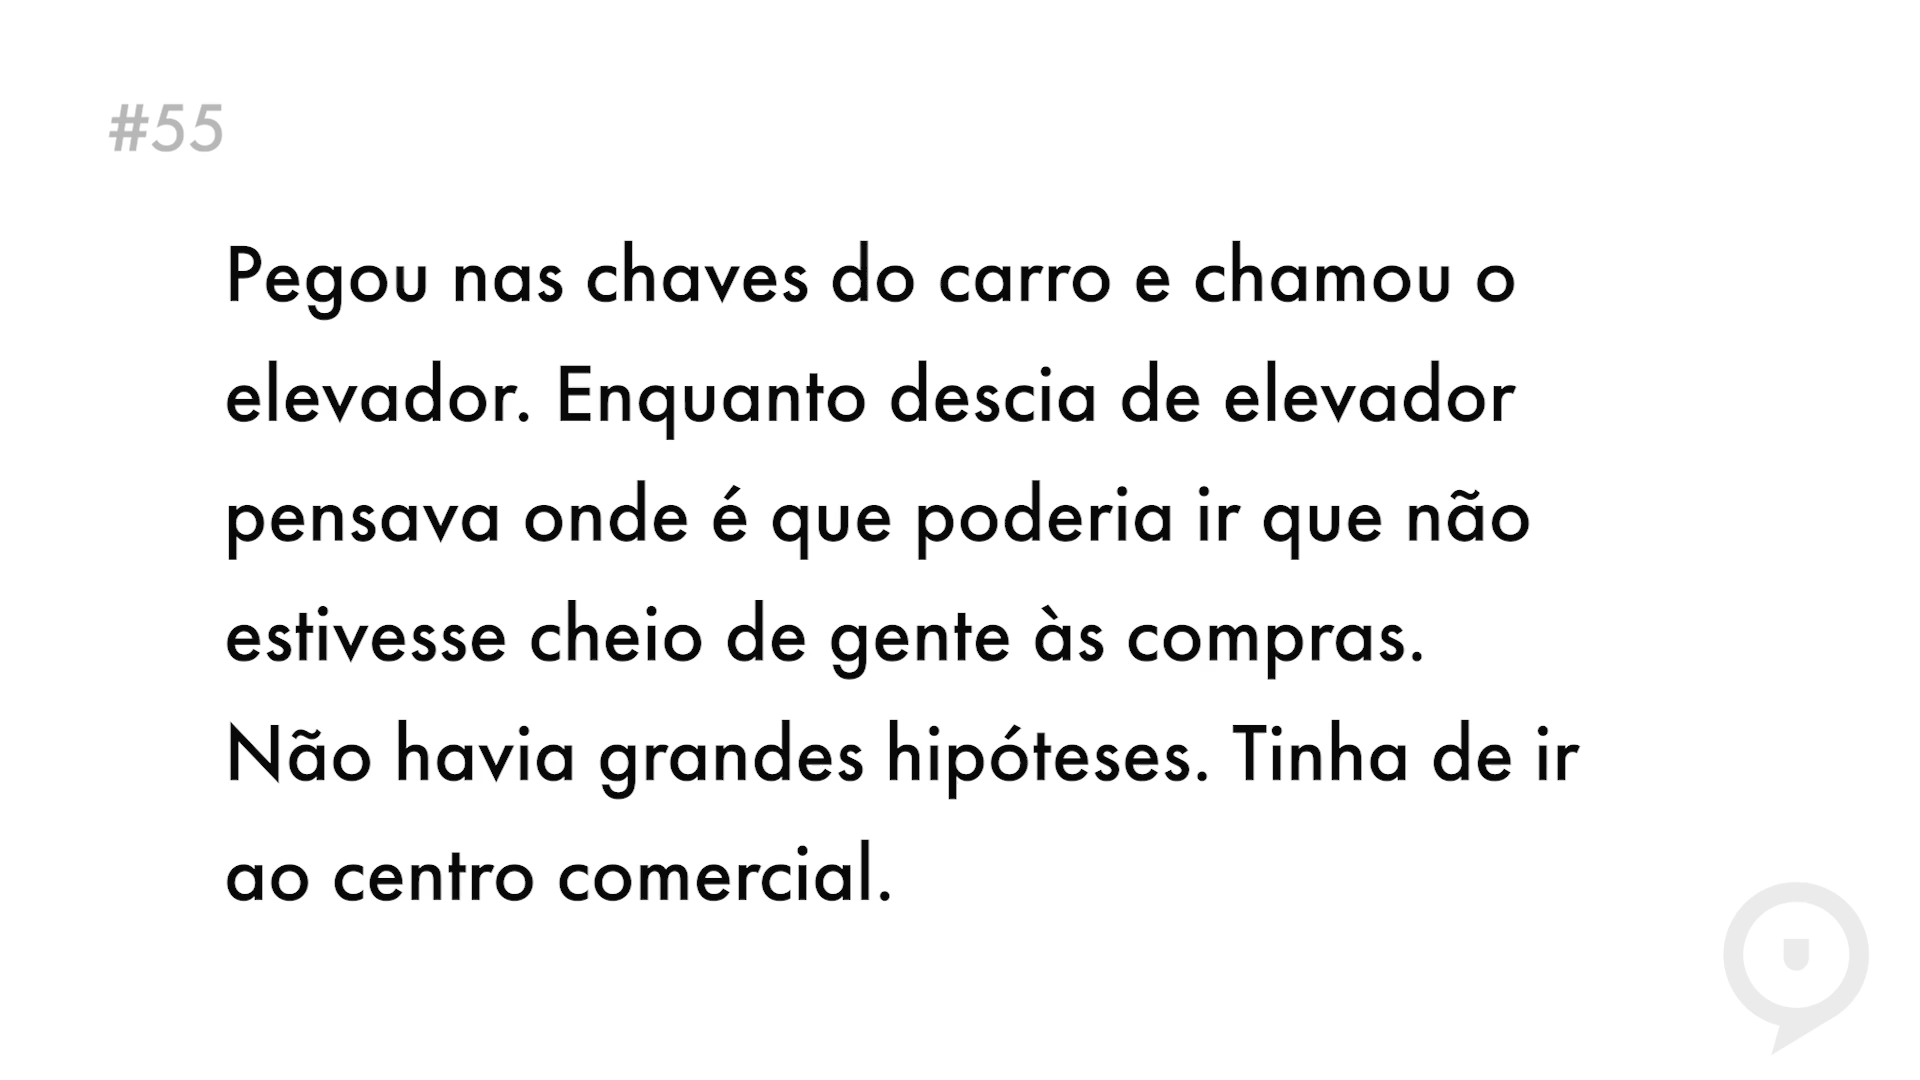 #55
Pegou nas chaves do carro e chamou o
elevador. Enquanto descia de elevador
pensava onde é que poderia ir que não
estivesse cheio de gente às compras.
Não havia grandes hipóteses. Tinha de ir
ao centro comercial.